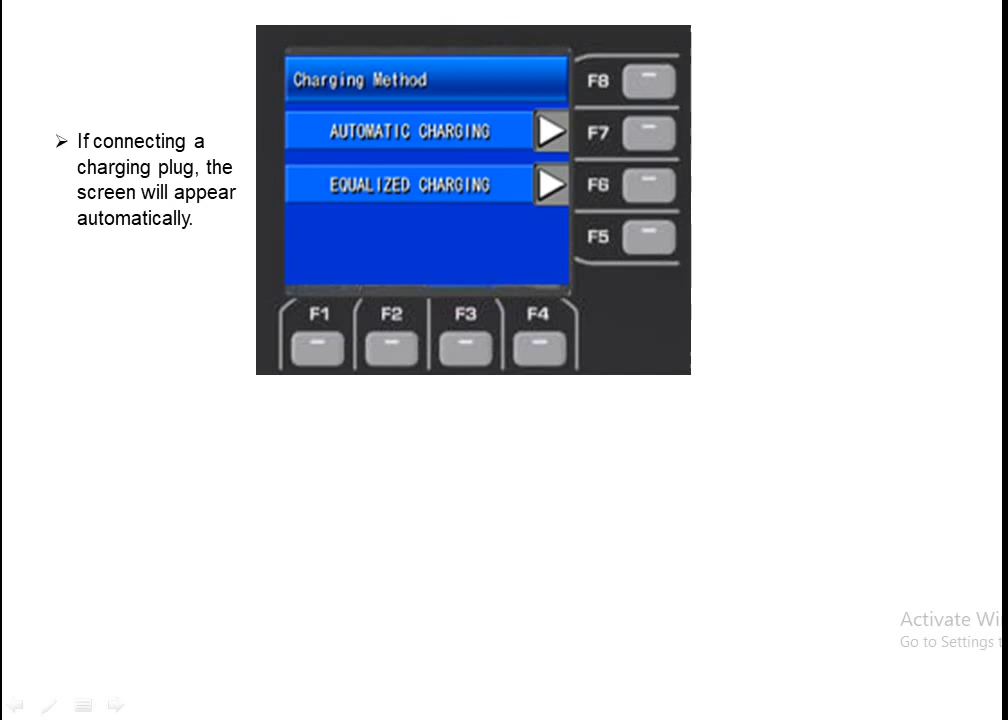 ➢ If connecting a
charging plug, the
screen will appear
automatically.
Charging Method
AUTOMATIC CHARGING
EQUALIZED CHARGING
F8
F7
F6
F5
F1 F2 F3 F4
Activate Wi
Go to Settings